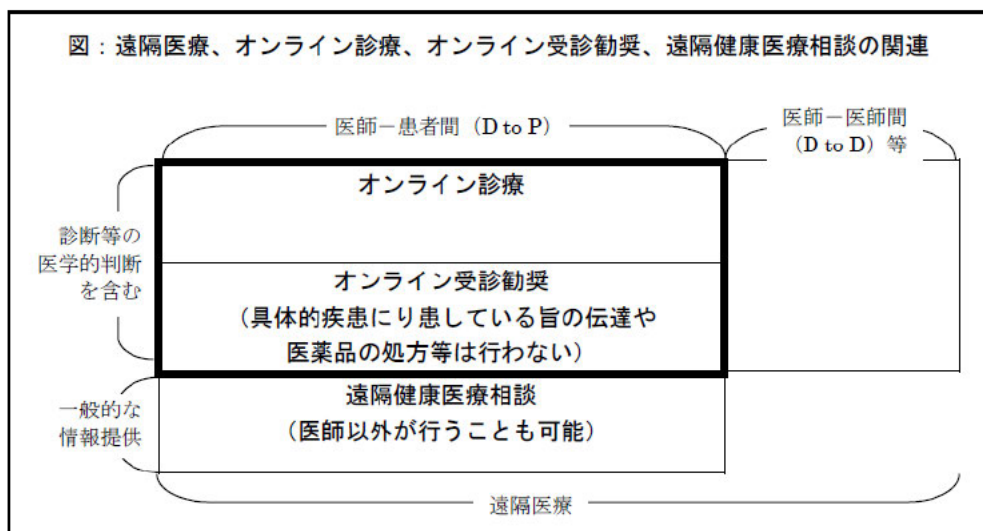 図：遠隔医療、オンライン診療、オンライン受診勧奨、遠隔健康医療相談の関連
医師－患者間（D to P）
医師－医師間
（D to D）等
オンライン診療
診断等の
医学的判断
を含む
オンライン受診勧奨
（具体的疾患にり患している旨の伝達や
医薬品の処方等は行わない）
一般的な
情報提供
遠隔健康医療相談
（医師以外が行うことも可能）
遠隔医療